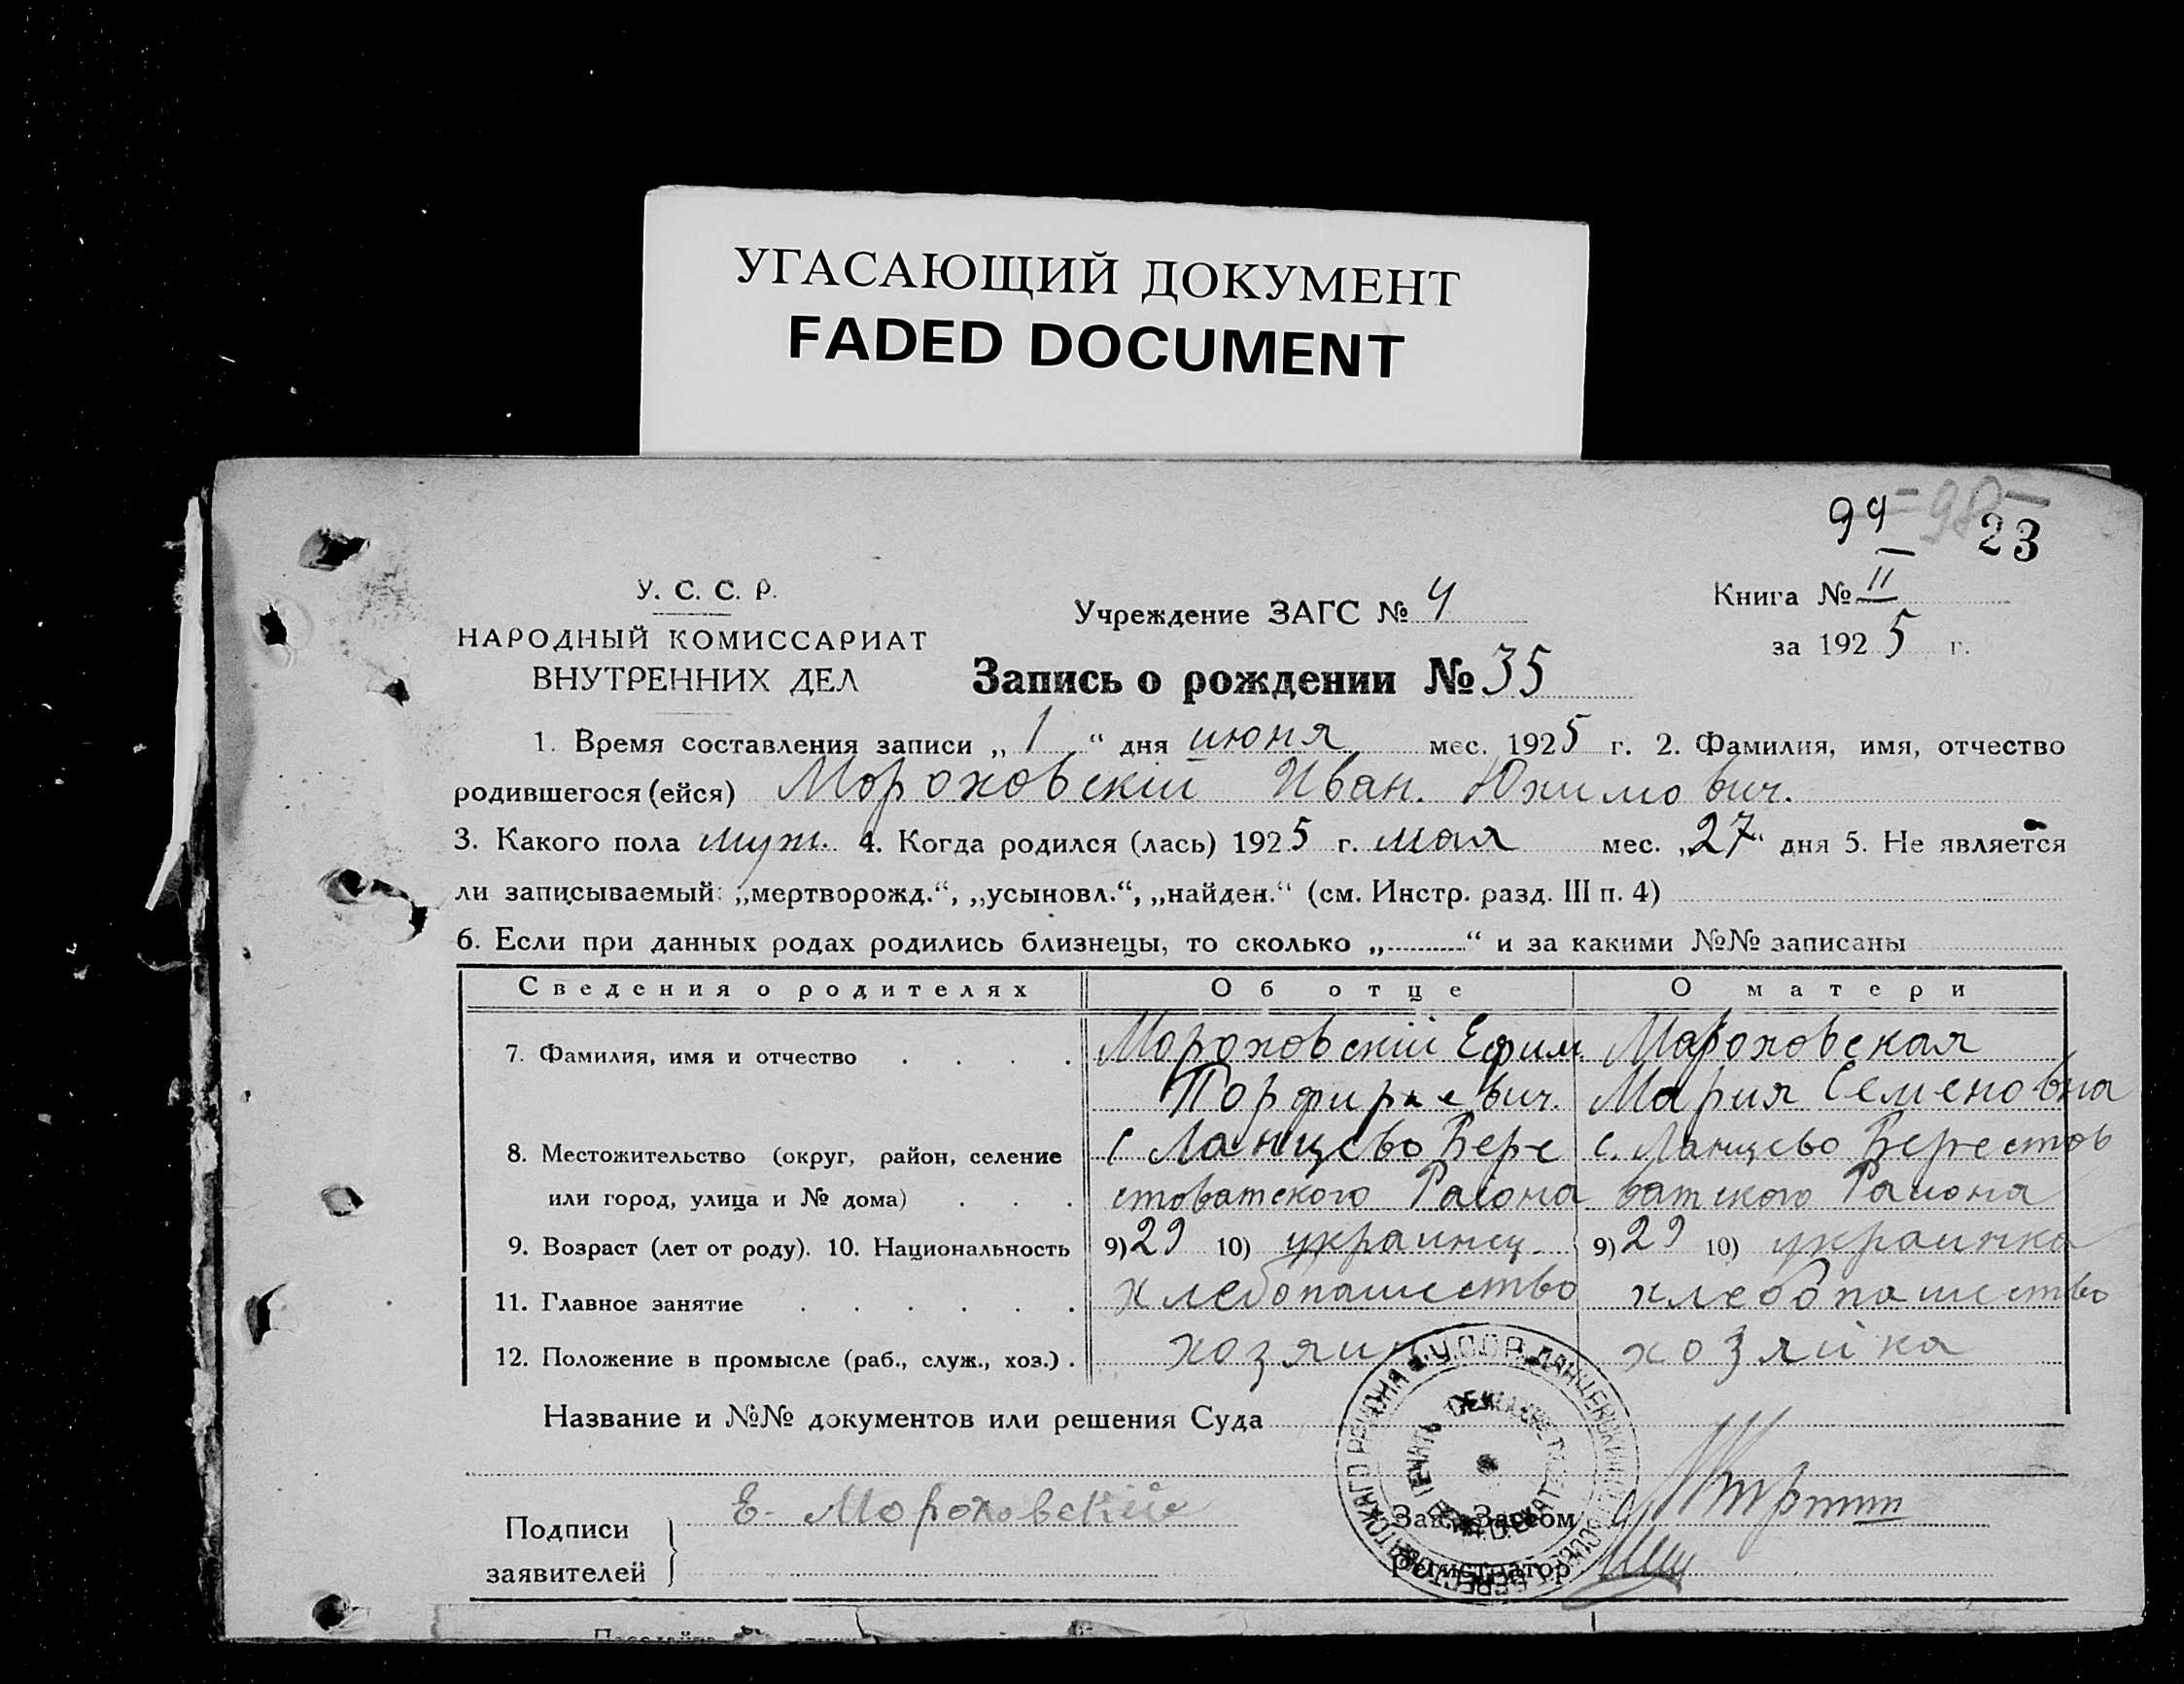 УГАСАЮЩИЙ ДОКУМЕНТ
FADED DOCUMENT
99 98 23
У. С. С. Р.
НАРОДНЫЙ КОМИССАРИАТ
ВНУТРЕННИХ ДЕЛ
Учреждение ЗАГС № 4
Книга № II
за 1925 г.
Запись о рождении № 35
1. Время составления записи „1“ дня июня мес. 1925 г. 2. Фамилия, имя, отчество
родившегося (ейся) Мороховскій Иван. Юхимович.
3. Какого пола муж. 4. Когда родился (лась) 1925 г. мая мес. „27“ дня 5. Не является
ли записываемый: „мертворожд.“, „усыновл.“, „найден.“ (см. Инстр. разд. III п. 4)
6. Если при данных родах родились близнецы, то сколько „..........“ и за какими №№ записаны
Сведения о родителях Об отце О матери
7. Фамилия, имя и отчество . . . . Мороховскій Ефим Мороховская
Порфирьевич. Мария Семеновна
8. Местожительство (округ, район, селение с Ланцево Бере с. Ланцево Берестов
или город, улица и № дома) . . . стоватского Района ватского Района
9. Возраст (лет от роду). 10. Национальность 9) 29 10) украинец 9) 29 10) украинка
11. Главное занятие . . . . . . хлебопашество хлебопашество
12. Положение в промысле (раб., служ., хоз.) . хозяин хозяйка
Название и №№ документов или решения Суда
Е. Мороховский
Подписи
заявителей
Зав. Загсом
Регистратор